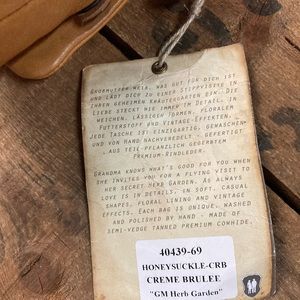 GROßMUTTER WEIß, WAS GUT FÜR DICH IST
UND LÄDT DICH ZU EINER STIPPVISITE IN
IHREN GEHEIMEN KRÄUTERGARTEN EIN. DIE
LIEBE STECKT WIE IMMER IM DETAIL. IN
WEICHEN, LÄSSIGEN FORMEN, FLORALEM
FUTTERSTOFF UND VINTAGE-EFFEKTEN.
JEDE TASCHE IST EINZIGARTIG, GEWASCHEN
UND VON HAND NACHVEREDELT - GEFERTIGT
AUS TEIL-PFLANZLICH GEGERBTEM
PREMIUM-RINDLEDER.
GRANDMA KNOWS WHAT'S GOOD FOR YOU WHEN
SHE INVITES YOU FOR A FLYING VISIT TO
HER SECRET HERB GARDEN. AS ALWAYS
LOVE IS IN DETAILS, IN SOFT, CASUAL
SHAPES, FLORAL LINING AND VINTAGE
EFFECTS. EACH BAG IS UNIQUE, WASHED
AND POLISHED BY HAND - MADE OF
SEMI-VEGE TANNED PREMIUM COWHIDE.
40439-69
HONEYSUCKLE-CRB
CREME BRULEE
"GM Herb Garden"